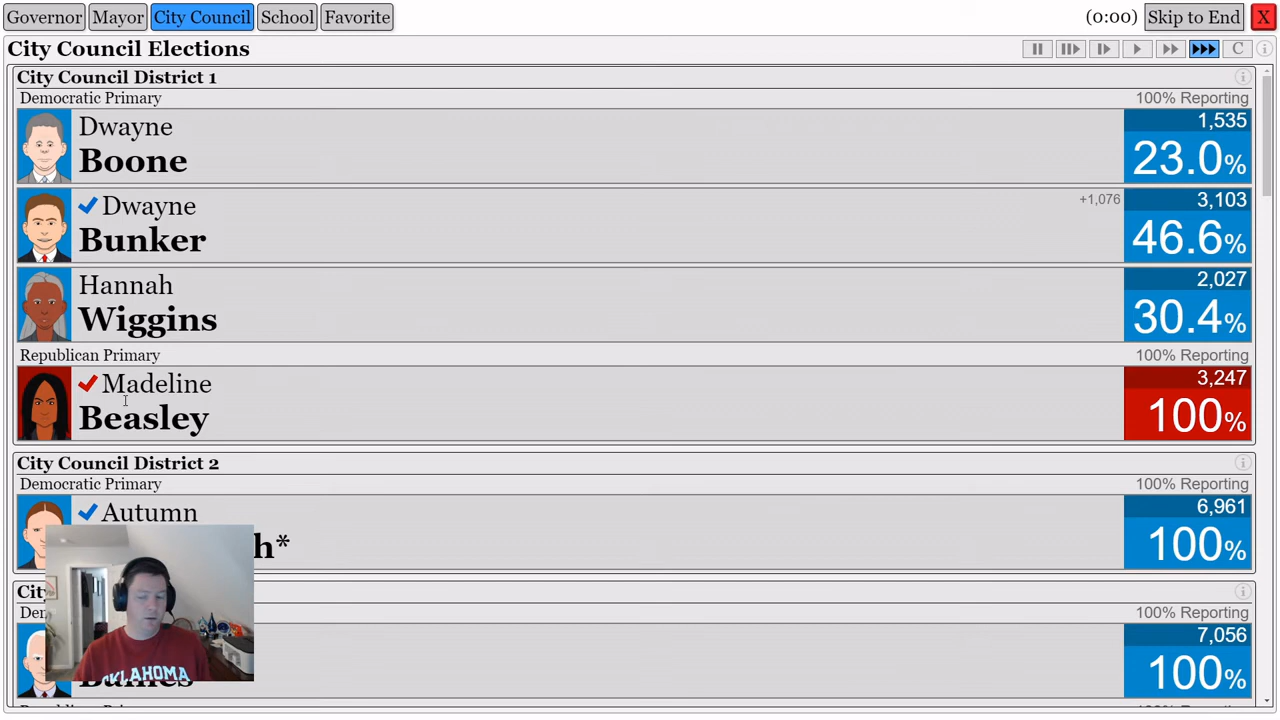 Governor Mayor City Council School Favorite (0:00) Skip to End X
City Council Elections C
City Council District 1
Democratic Primary 100% Reporting
Dwayne 1,535
Boone 23.0%
Dwayne +1,076 3,103
Bunker 46.6%
Hannah 2,027
Wiggins 30.4%
Republican Primary 100% Reporting
Madeline 3,247
Beasley 100%
City Council District 2
Democratic Primary 100% Reporting
Autumn 6,961
h* 100%
100% Reporting
7,056
100%
OKLAHOMA